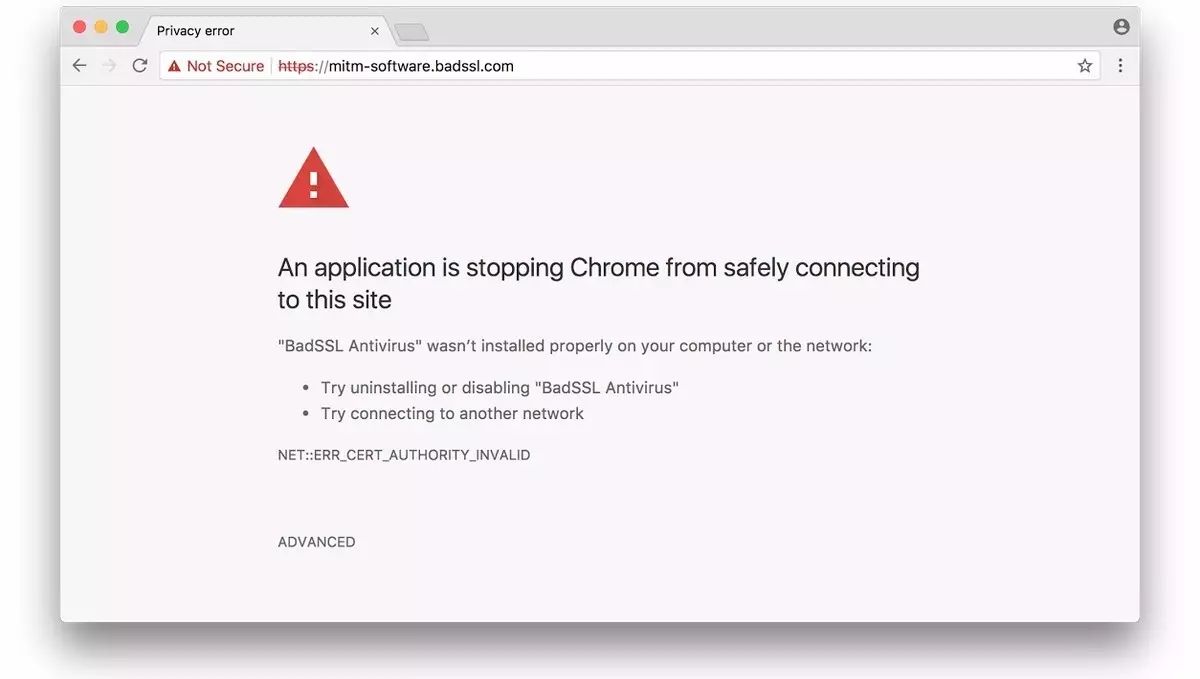 Privacy error
Not Secure https://mitm-software.badssl.com
An application is stopping Chrome from safely connecting
to this site
"BadSSL Antivirus" wasn’t installed properly on your computer or the network:
• Try uninstalling or disabling "BadSSL Antivirus"
• Try connecting to another network
NET::ERR_CERT_AUTHORITY_INVALID
ADVANCED